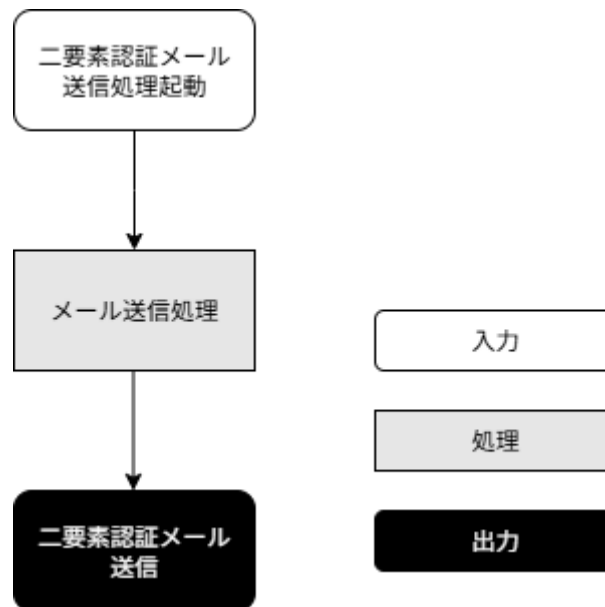 二要素認証メール
送信処理起動
メール送信処理
入力
処理
二要素認証メール
送信
出力